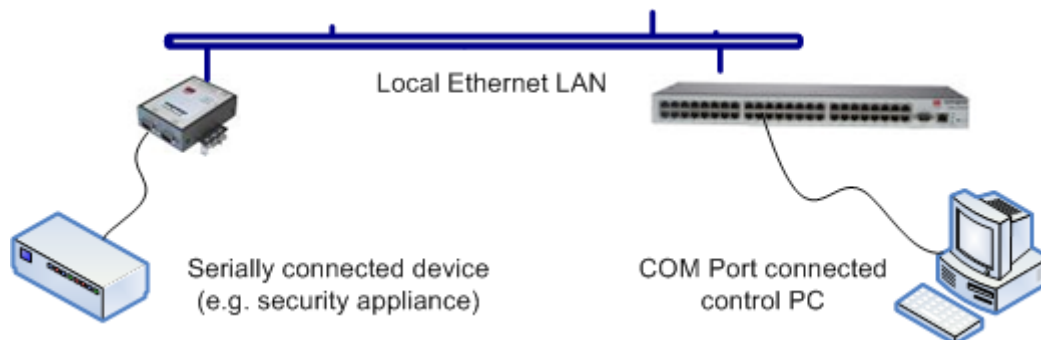 Local Ethernet LAN
Serially connected device
(e.g. security appliance)
COM Port connected
control PC